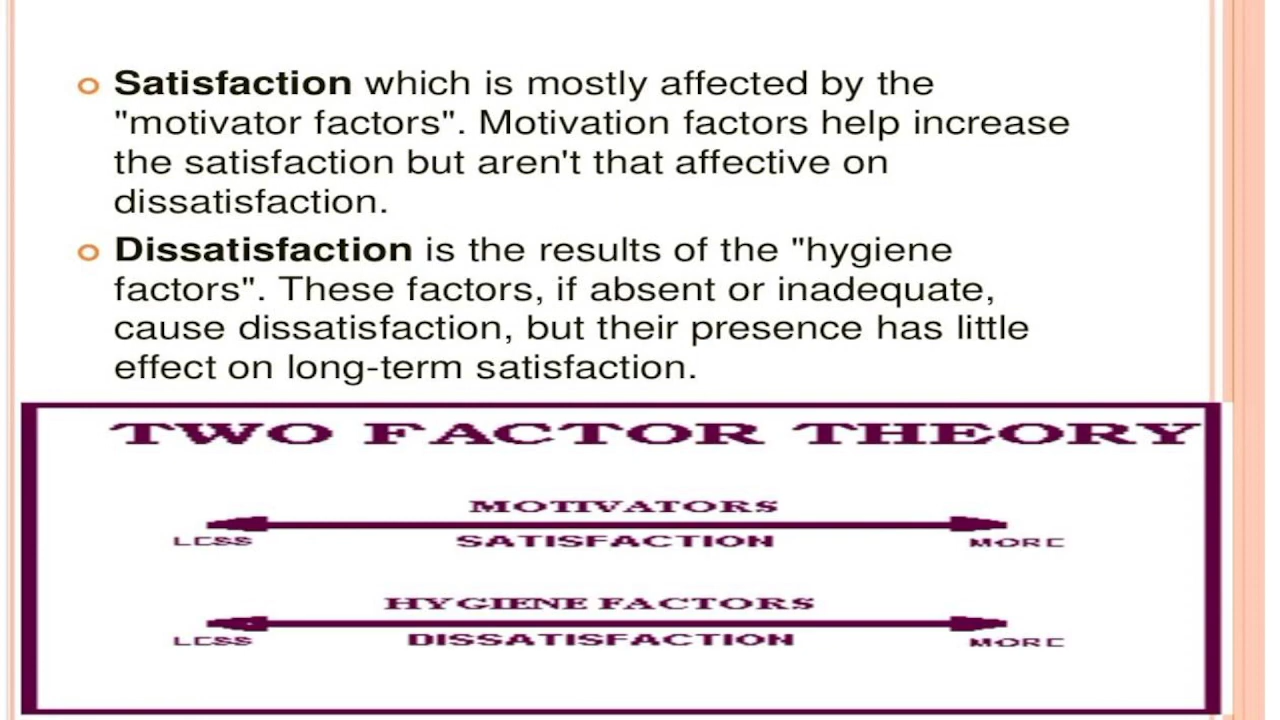 Satisfaction which is mostly affected by the
"motivator factors". Motivation factors help increase
the satisfaction but aren't that affective on
dissatisfaction.
Dissatisfaction is the results of the "hygiene
factors". These factors, if absent or inadequate,
cause dissatisfaction, but their presence has little
effect on long-term satisfaction.
TWO FACTOR THEORY
MOTIVATORS
LESS SATISFACTION MORE
HYGIENE FACTORS
LESS DISSATISFACTION MORE